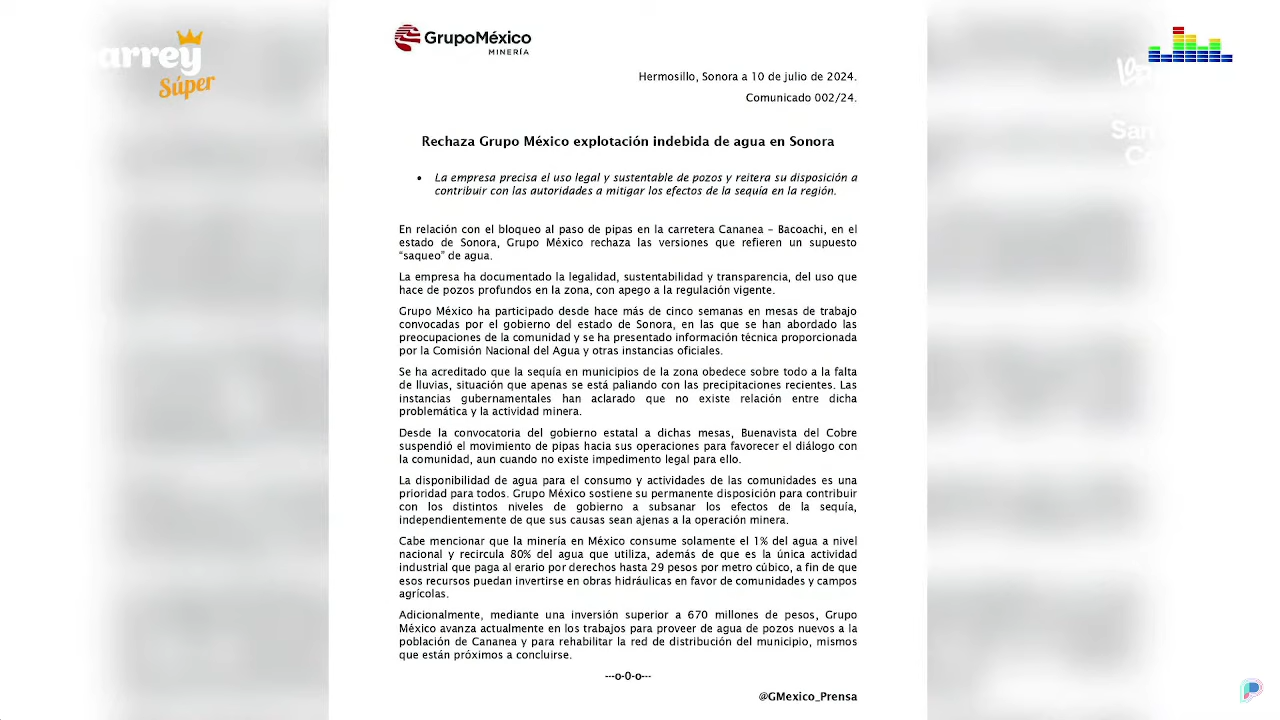 arrey
Súper
GrupoMéxico
MINERÍA
Hermosillo, Sonora a 10 de julio de 2024.
Comunicado 002/24.
Rechaza Grupo México explotación indebida de agua en Sonora
• La empresa precisa el uso legal y sustentable de pozos y reitera su disposición a
contribuir con las autoridades a mitigar los efectos de la sequía en la región.
En relación con el bloqueo al paso de pipas en la carretera Cananea – Bacoachi, en el
estado de Sonora, Grupo México rechaza las versiones que refieren un supuesto
“saqueo” de agua.
La empresa ha documentado la legalidad, sustentabilidad y transparencia, del uso que
hace de pozos profundos en la zona, con apego a la regulación vigente.
Grupo México ha participado desde hace más de cinco semanas en mesas de trabajo
convocadas por el gobierno del estado de Sonora, en las que se han abordado las
preocupaciones de la comunidad y se ha presentado información técnica proporcionada
por la Comisión Nacional del Agua y otras instancias oficiales.
Se ha acreditado que la sequía en municipios de la zona obedece sobre todo a la falta
de lluvias, situación que apenas se está paliando con las precipitaciones recientes. Las
instancias gubernamentales han aclarado que no existe relación entre dicha
problemática y la actividad minera.
Desde la convocatoria del gobierno estatal a dichas mesas, Buenavista del Cobre
suspendió el movimiento de pipas hacia sus operaciones para favorecer el diálogo con
la comunidad, aun cuando no existe impedimento legal para ello.
La disponibilidad de agua para el consumo y actividades de las comunidades es una
prioridad para todos. Grupo México sostiene su permanente disposición para contribuir
con los distintos niveles de gobierno a subsanar los efectos de la sequía,
independientemente de que sus causas sean ajenas a la operación minera.
Cabe mencionar que la minería en México consume solamente el 1% del agua a nivel
nacional y recircula 80% del agua que utiliza, además de que es la única actividad
industrial que paga al erario por derechos hasta 29 pesos por metro cúbico, a fin de que
esos recursos puedan invertirse en obras hidráulicas en favor de comunidades y campos
agrícolas.
Adicionalmente, mediante una inversión superior a 670 millones de pesos, Grupo
México avanza actualmente en los trabajos para proveer de agua de pozos nuevos a la
población de Cananea y para rehabilitar la red de distribución del municipio, mismos
que están próximos a concluirse.
---o-0-o---
@GMexico_Prensa